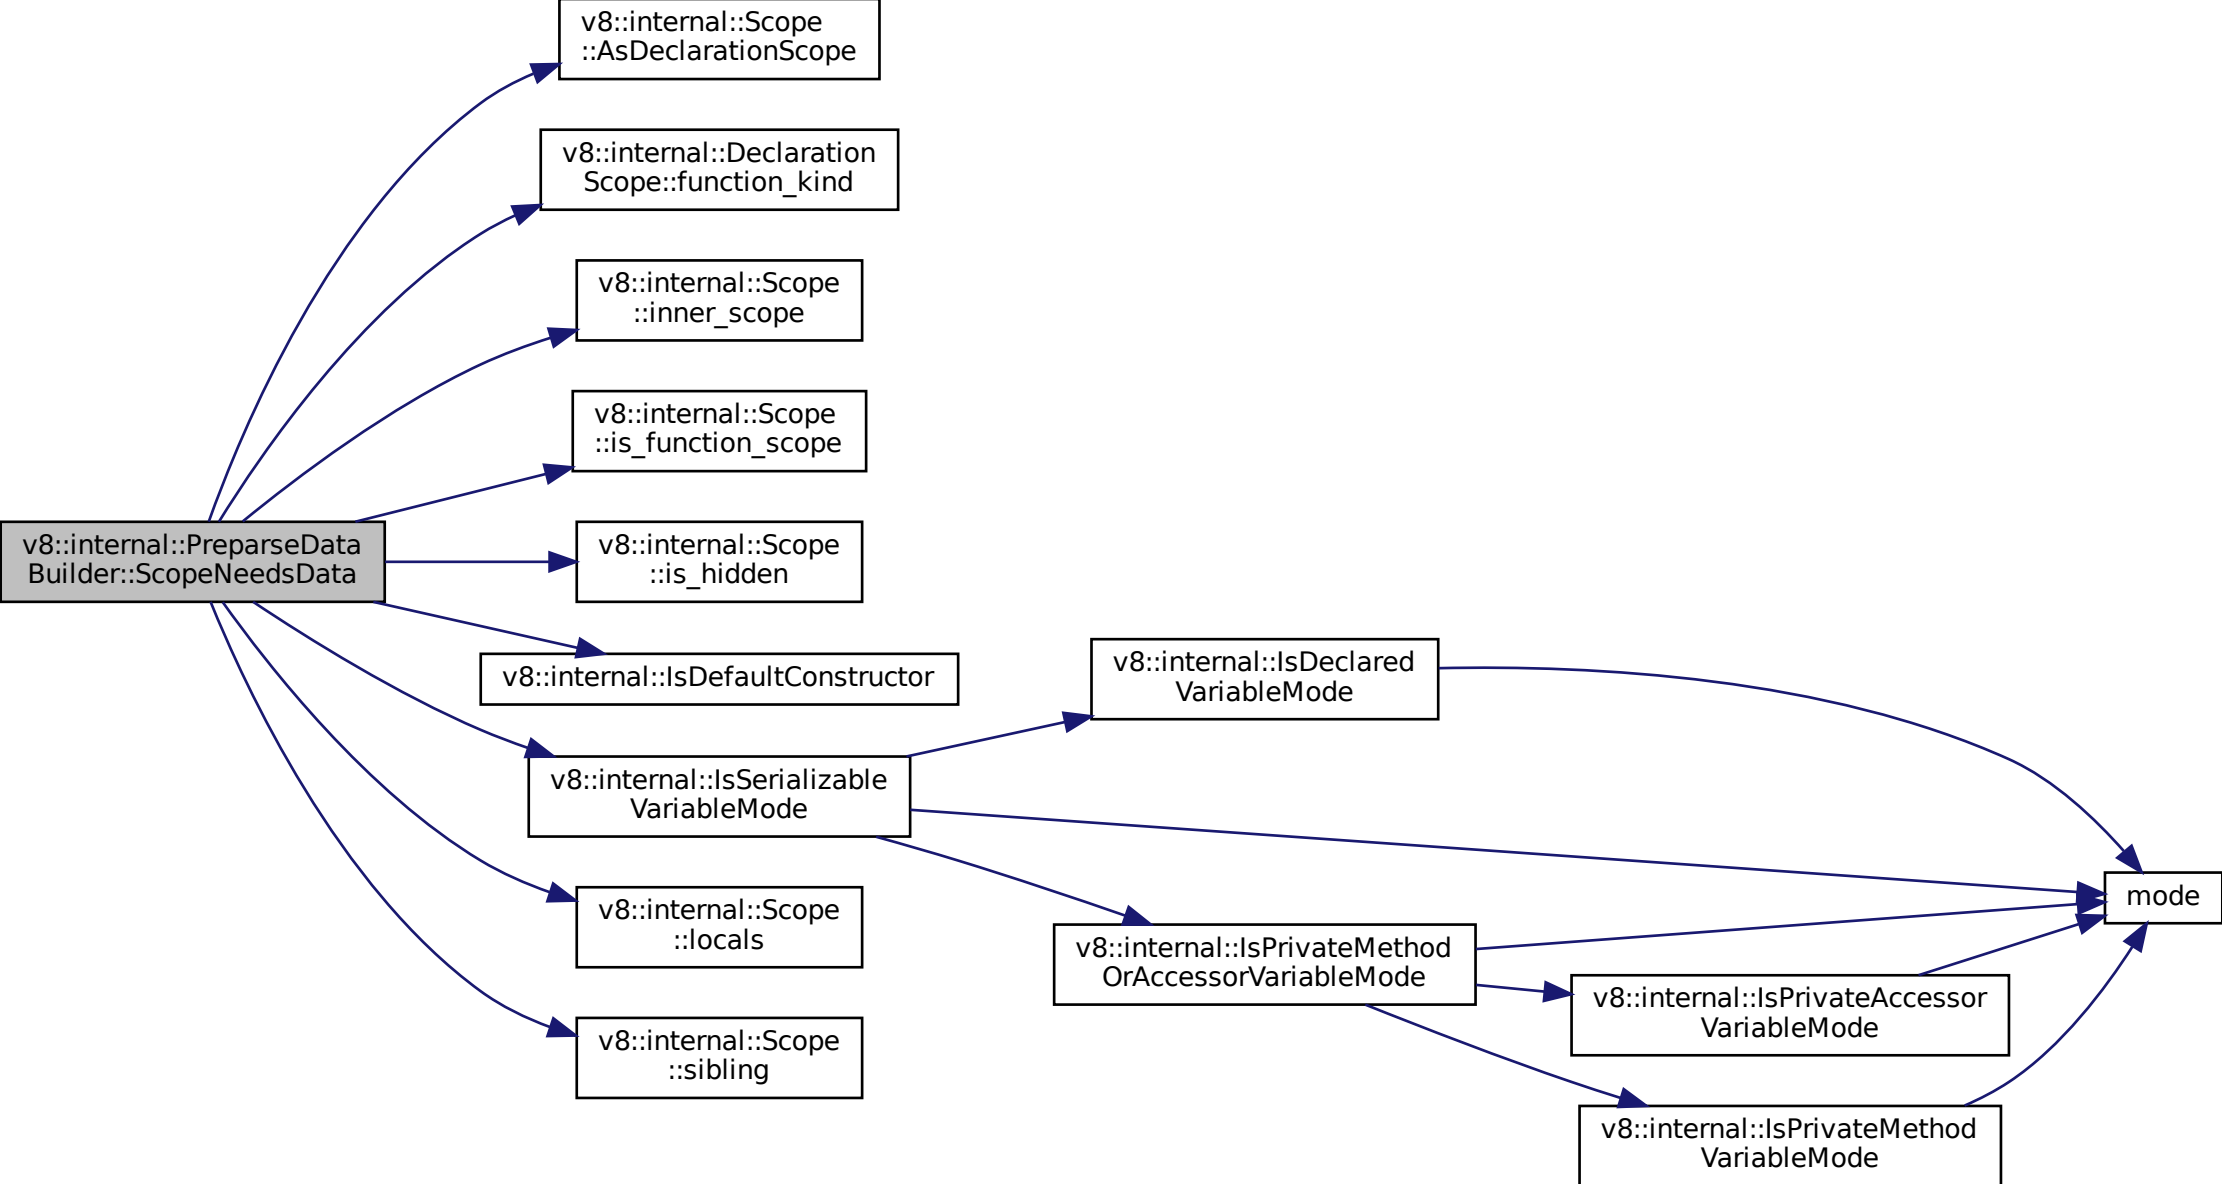 v8::internal::Scope
::AsDeclarationScope
v8::internal::Declaration
Scope::function_kind
v8::internal::Scope
::inner_scope
v8::internal::Scope
::is_function_scope
v8::internal::PreparseData
Builder::ScopeNeedsData
v8::internal::Scope
::is_hidden
v8::internal::IsDefaultConstructor
v8::internal::IsSerializable
VariableMode
v8::internal::Scope
::locals
v8::internal::Scope
::sibling
v8::internal::IsDeclared
VariableMode
v8::internal::IsPrivateMethod
OrAccessorVariableMode
v8::internal::IsPrivateAccessor
VariableMode
v8::internal::IsPrivateMethod
VariableMode
mode